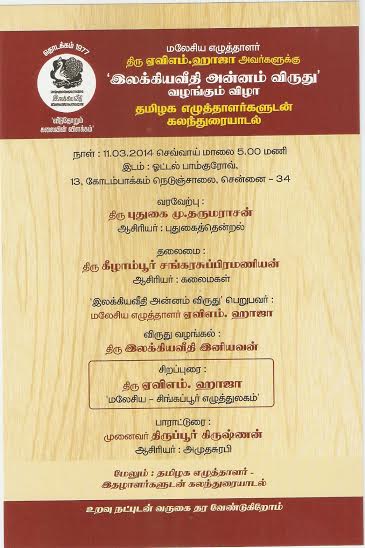 தொடக்கம் 1977
இலக்கியவீதி
'வீடுதோறும்
கலையின் விளக்கம்'
மலேசிய எழுத்தாளர்
திரு ஏவிஎம்.ஹாஜா அவர்களுக்கு
'இலக்கியவீதி அன்னம் விருது'
வழங்கும் விழா
தமிழக எழுத்தாளர்களுடன்
கலந்துரையாடல்
நாள் : 11.03.2014 செவ்வாய் மாலை 5.00 மணி
இடம் : ஓட்டல் பாம்குரோவ்,
13, கோடம்பாக்கம் நெடுஞ்சாலை, சென்னை - 34
வரவேற்பு :
திரு புதுகை மு.தருமராசன்
ஆசிரியர் : புதுகைத்தென்றல்
தலைமை :
திரு கீழாம்பூர் சங்கரசுப்பிரமணியன்
ஆசிரியர் : கலைமகள்
'இலக்கியவீதி அன்னம் விருது' பெறுபவர் :
மலேசிய எழுத்தாளர் ஏவிஎம். ஹாஜா
விருது வழங்கல் :
திரு இலக்கியவீதி இனியவன்
சிறப்புரை :
திரு ஏவிஎம். ஹாஜா
'மலேசிய - சிங்கப்பூர் எழுத்துலகம்'
பாராட்டுரை :
முனைவர் திருப்பூர் கிருஷ்ணன்
ஆசிரியர் : அமுதசுரபி
மேலும் : தமிழக எழுத்தாளர் -
இதழாளர்களுடன் கலந்துரையாடல்
உறவு நட்புடன் வருகை தர வேண்டுகிறோம்